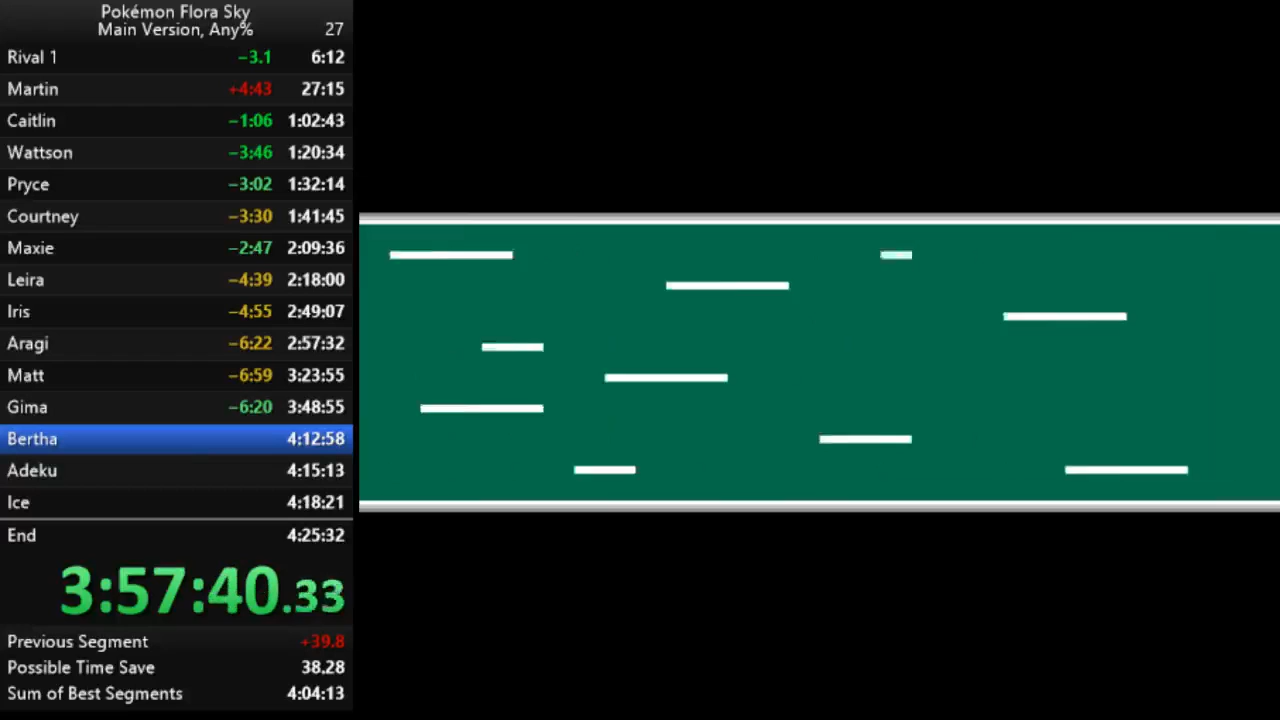 Pokémon Flora Sky
Main Version, Any% 27
Rival 1 −3.1 6:12
Martin +4:43 27:15
Caitlin −1:06 1:02:43
Wattson −3:46 1:20:34
Pryce −3:02 1:32:14
Courtney −3:30 1:41:45
Maxie −2:47 2:09:36
Leira −4:39 2:18:00
Iris −4:55 2:49:07
Aragi −6:22 2:57:32
Matt −6:59 3:23:55
Gima −6:20 3:48:55
Bertha 4:12:58
Adeku 4:15:13
Ice 4:18:21
End 4:25:32
3:57:40.33
Previous Segment +39.8
Possible Time Save 38.28
Sum of Best Segments 4:04:13